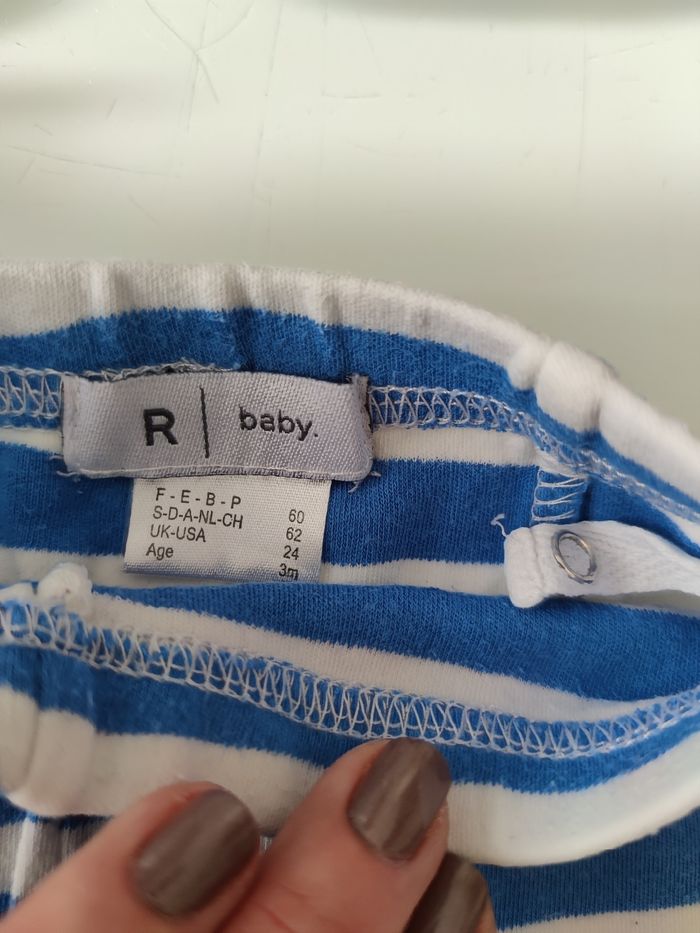 R | baby.
F - E - B - P 60
S-D-A-NL-CH 62
UK-USA 24
Age 3m